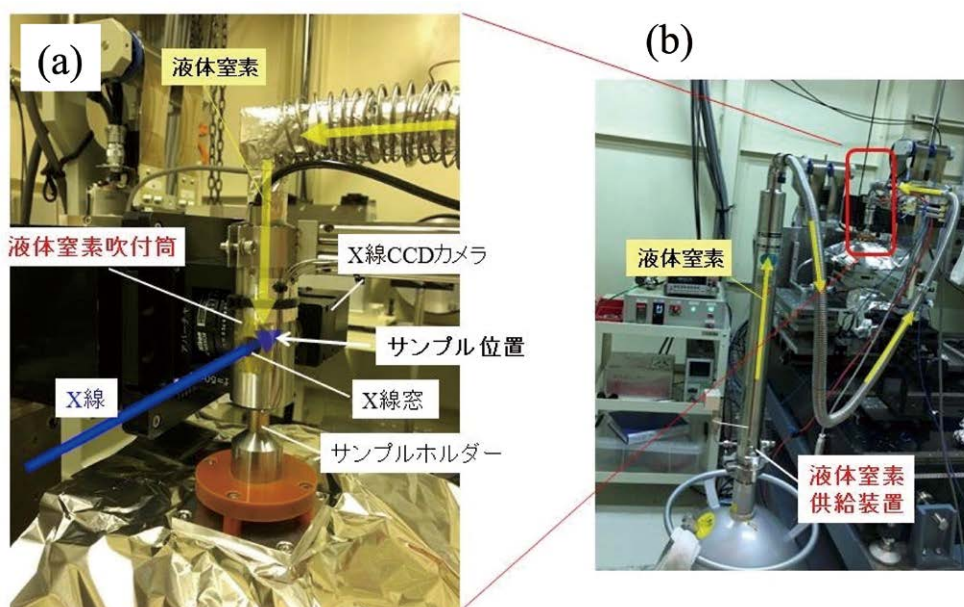 (a)
液体窒素
液体窒素吹付筒
X線CCDカメラ
サンプル位置
X線
X線窓
サンプルホルダー
(b)
液体窒素
液体窒素
供給装置